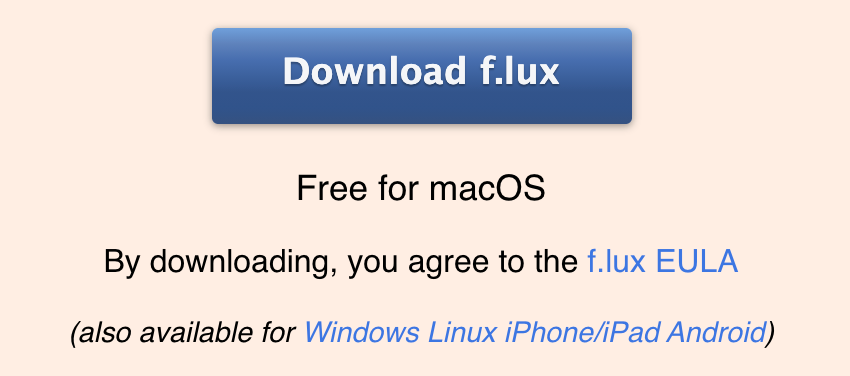 Download f.lux
Free for macOS
By downloading, you agree to the f.lux EULA
(also available for Windows Linux iPhone/iPad Android)